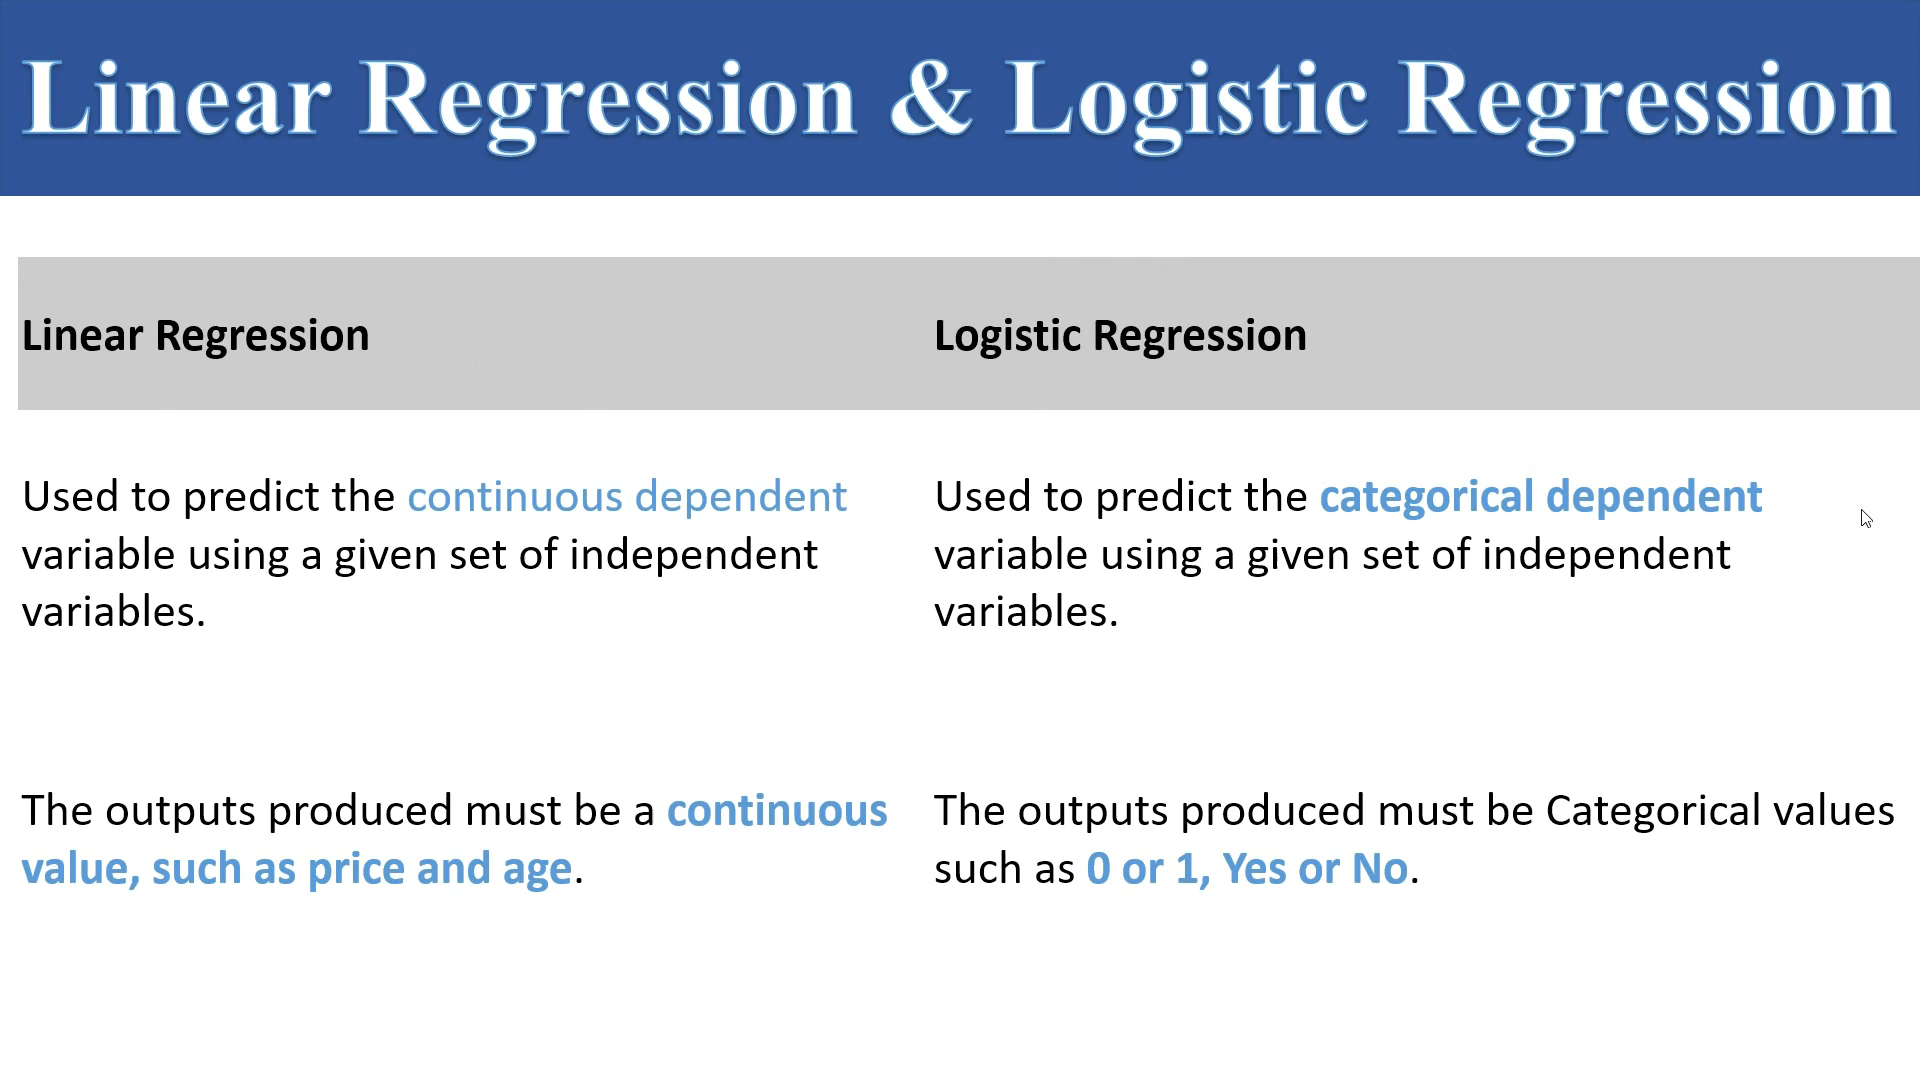 Linear Regression & Logistic Regression
Linear Regression
Logistic Regression
Used to predict the continuous dependent
variable using a given set of independent
variables.
Used to predict the categorical dependent
variable using a given set of independent
variables.
The outputs produced must be a continuous
value, such as price and age.
The outputs produced must be Categorical values
such as 0 or 1, Yes or No.